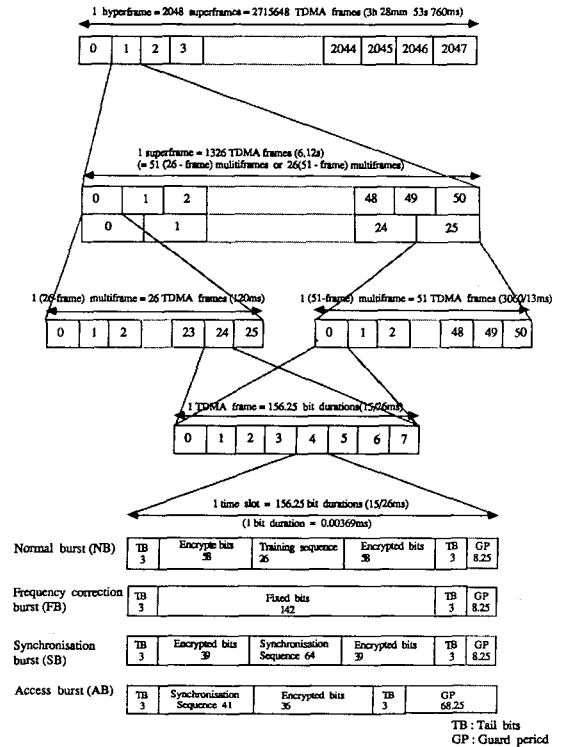 1 hyperframe = 2048 superframes = 2715648 TDMA frames (3h 28mm 53s 760ms)
0 1 2 3 2044 2045 2046 2047
1 superframe = 1326 TDMA frames (6,12s)
(= 51 (26 - frame) multiframes or 26(51 - frame) multiframes
0 1 2 48 49 50
0 1 24 25
1 (26-frame) multiframe = 26 TDMA frames (120ms)
1 (51-frame) multiframe = 51 TDMA frames (3060/13ms)
0 1 2 23 24 25
0 1 2 48 49 50
1 TDMA frame = 156.25 bit durations(15/26ms)
0 1 2 3 4 5 6 7
1 time slot = 156.25 bit durations (15/26ms)
(1 bit duration = 0.00369ms)
Normal burst (NB)
TB 3
Encrypte bits 58
Training sequence 26
Encrypted bits 58
TB 3
GP 8.25
Frequency correction burst (FB)
TB 3
Fixed bits 142
TB 3
GP 8.25
Synchronisation burst (SB)
TB 3
Encrypted bits 39
Synchronisation Sequence 64
Encrypted bits 39
TB 3
GP 8.25
Access burst (AB)
TB 3
Synchronisation Sequence 41
Encrypted bits 36
TB 3
GP 68.25
TB : Tail bits
GP : Guard period